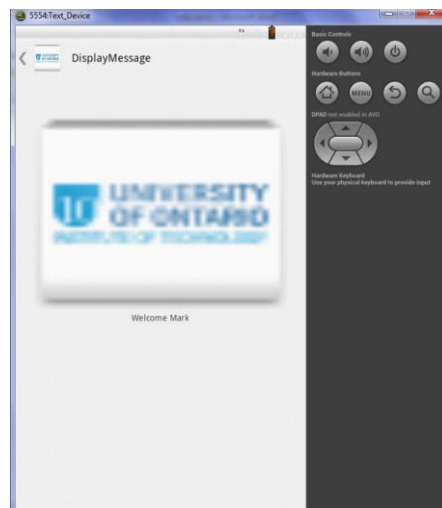 5554:Text_Device
DisplayMessage
UNIVERSITY
OF ONTARIO
INSTITUTE OF TECHNOLOGY
Welcome Mark
Basic Controls
Hardware Buttons
MENU
DPAD not enabled in AVD
Hardware Keyboard
Use your physical keyboard to provide input